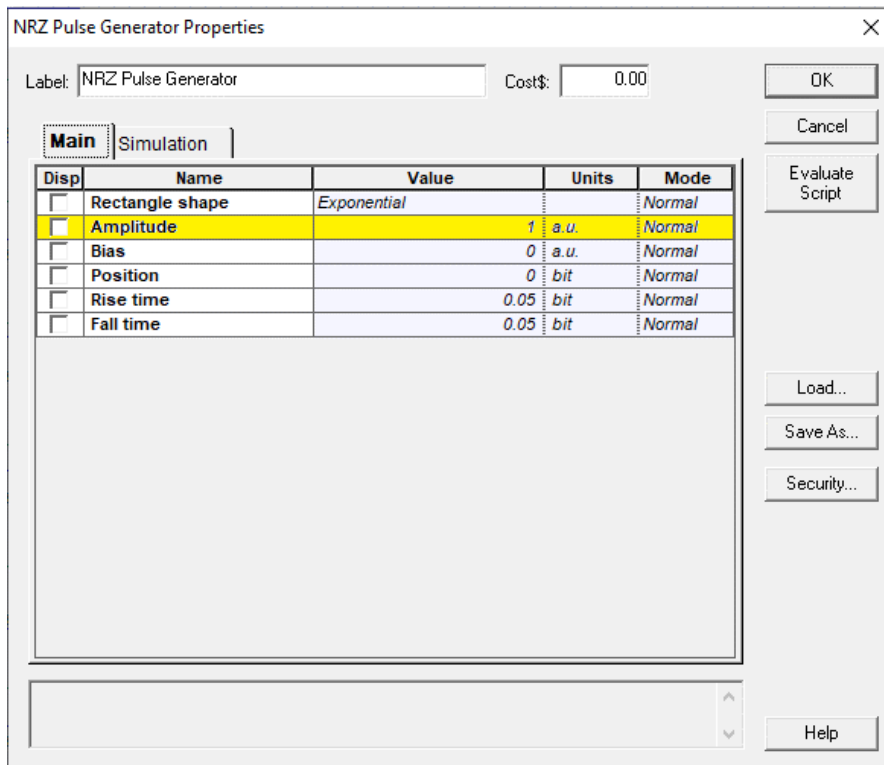 NRZ Pulse Generator Properties
Label: NRZ Pulse Generator Cost$: 0.00 OK
Cancel
Main Simulation
Evaluate Script
Disp Name Value Units Mode
Rectangle shape Exponential Normal
Amplitude 1 a.u. Normal
Bias 0 a.u. Normal
Position 0 bit Normal
Rise time 0.05 bit Normal
Fall time 0.05 bit Normal
Load...
Save As...
Security...
Help